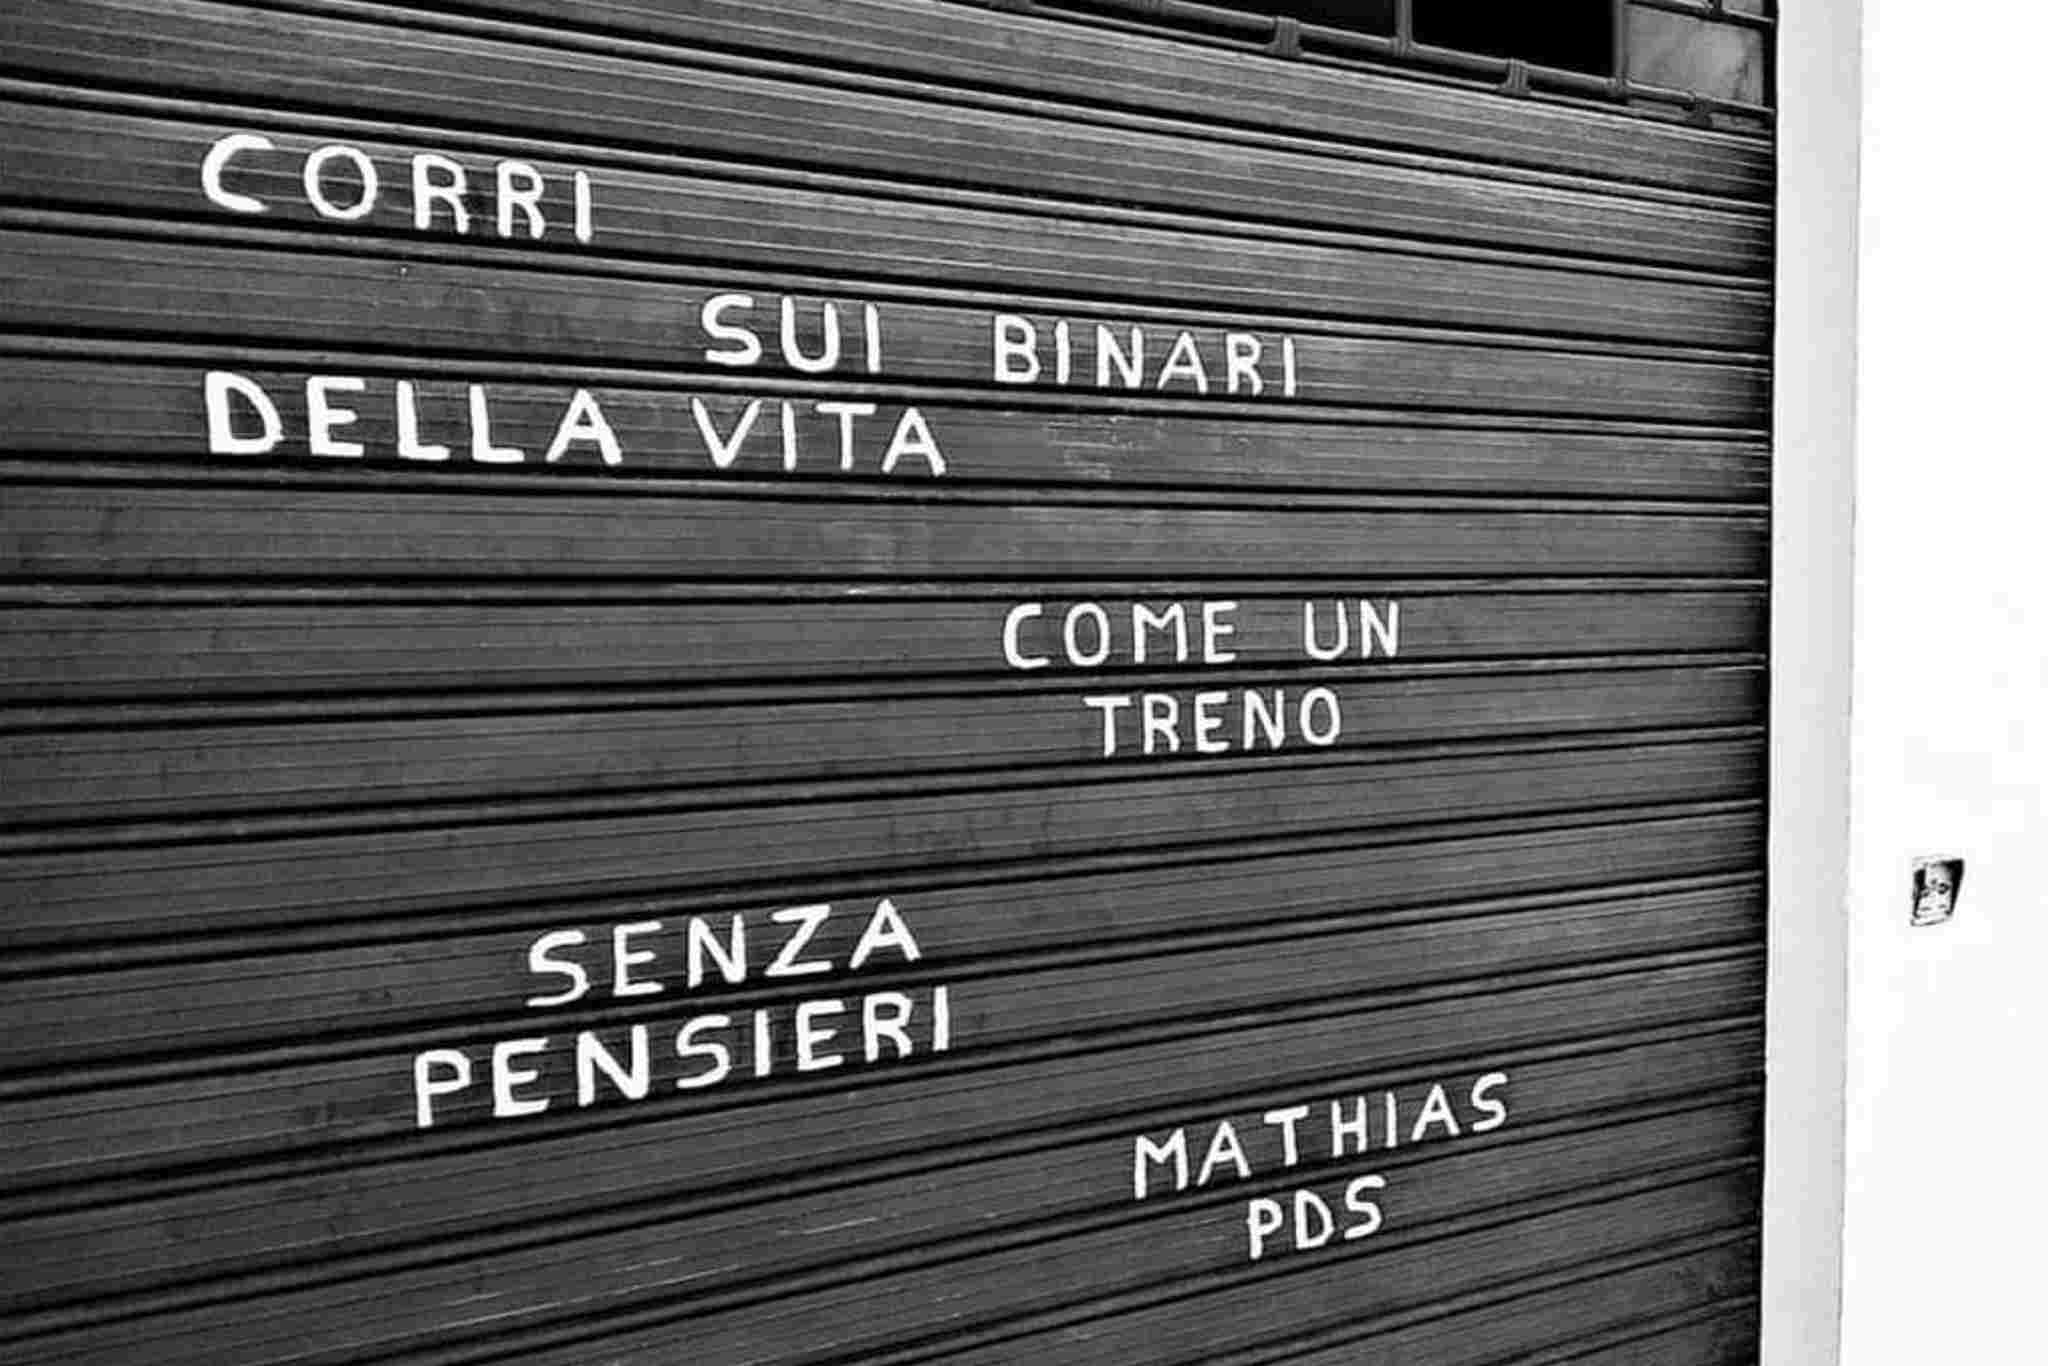 CORRI
SUI BINARI
DELLA VITA
COME UN
TRENO
SENZA
PENSIERI
MATHIAS
PDS